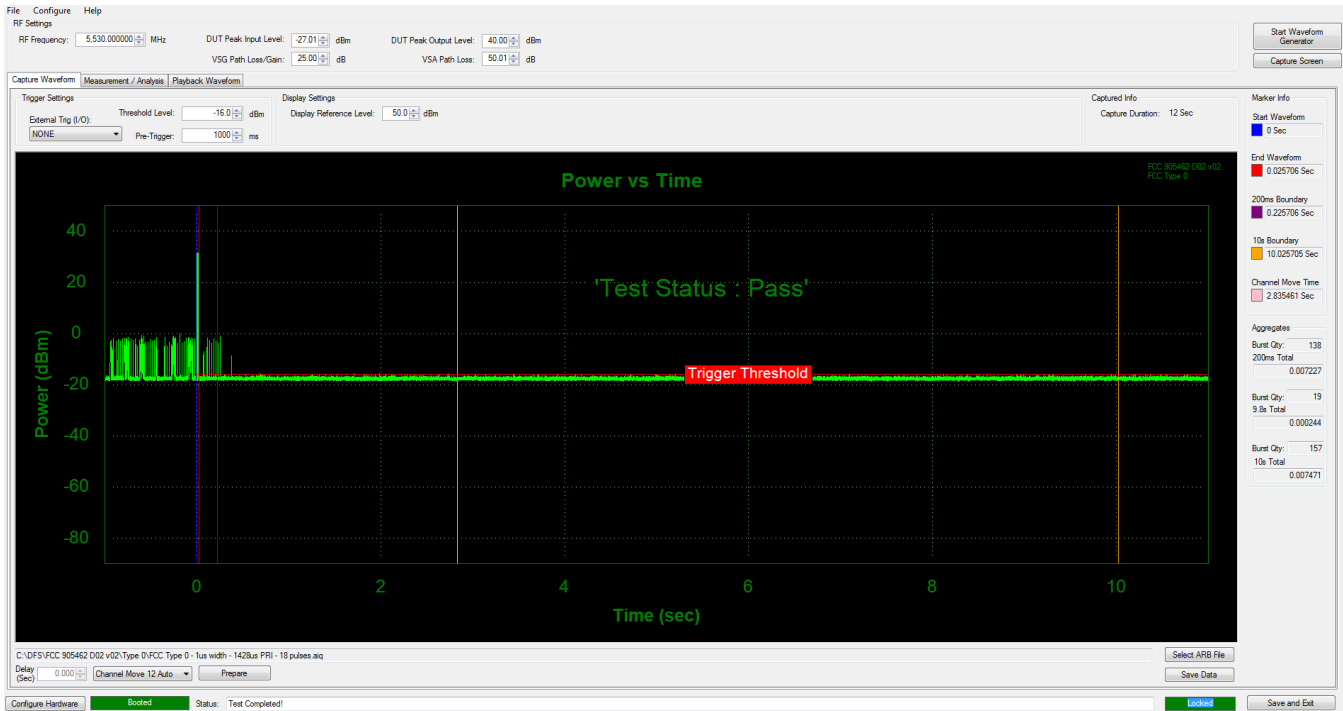 File Configure Help
RF Settings
RF Frequency: 5,530.000000 MHz DUT Peak Input Level: -27.01 dBm DUT Peak Output Level: 40.00 dBm
VSG Path Loss/Gain: 25.00 dB VSA Path Loss: 50.01 dB
Start Waveform
Generator
Capture Screen
Capture Waveform Measurement / Analysis Playback Waveform
Trigger Settings
External Trig (I/O):
NONE
Threshold Level: -16.0 dBm
Pre-Trigger: 1000 ms
Display Settings
Display Reference Level: 50.0 dBm
Captured Info
Capture Duration: 12 Sec
Marker Info
Start Waveform
0 Sec
End Waveform
0.025706 Sec
200ms Boundary
0.225706 Sec
10s Boundary
10.025705 Sec
Channel Move Time
2.835461 Sec
Aggregates
Burst Qty: 138
200ms Total
0.007227
Burst Qty: 19
9.8s Total
0.000244
Burst Qty: 157
10s Total
0.007471
Power vs Time
FCC 905462 D02 v02
FCC Type 0
'Test Status : Pass'
Trigger Threshold
Power (dBm)
40
20
0
-20
-40
-60
-80
0 2 4 6 8 10
Time (sec)
C:\DFS\FCC 905462 D02 v02\Type 0\FCC Type 0 - 1us width - 1428us PRI - 18 pulses.aiq
Select ARB File
Delay
(Sec) 0.000 Channel Move 12 Auto Prepare
Save Data
Configure Hardware Booted Status: Test Completed! Locked Save and Exit